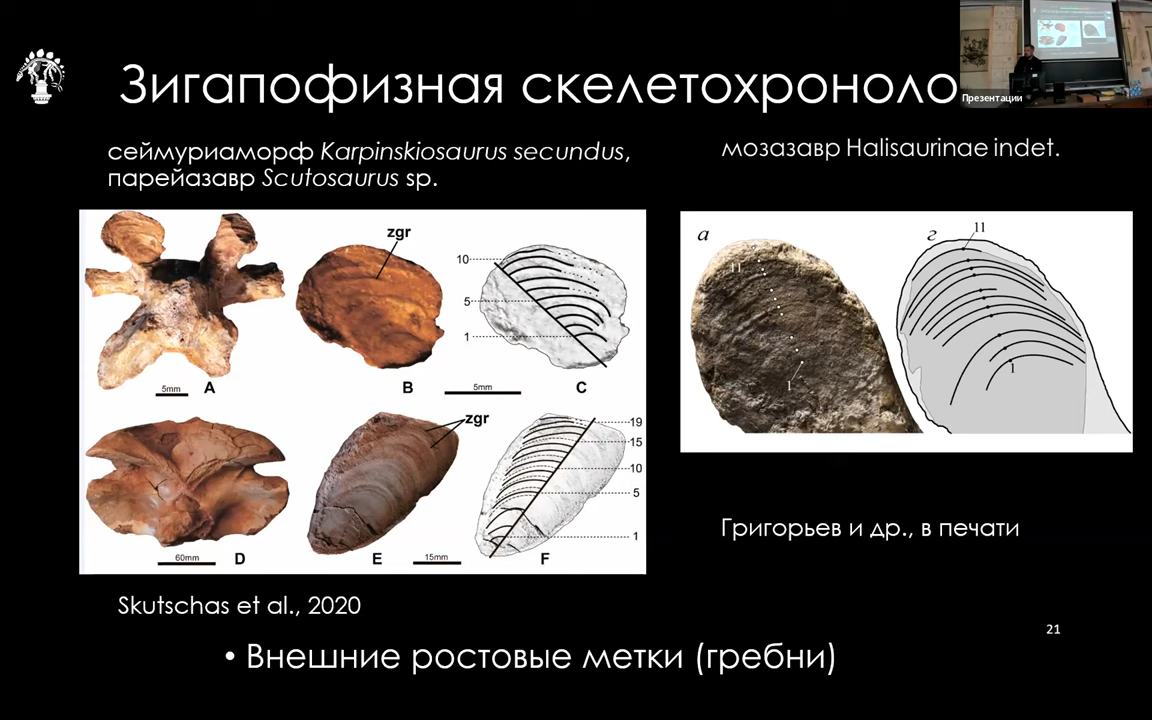 Зигапофизная скелетохроноло
Презентации
сеймуриаморф Karpinskiosaurus secundus,
парейазавр Scutosaurus sp.
мозазавр Halisaurinae indet.
zgr
10
5
1
5mm
A
B
5mm
C
zgr
19
15
10
5
1
60mm
D
E
15mm
F
а
11
1
г
11
1
Григорьев и др., в печати
Skutschas et al., 2020
21
• Внешние ростовые метки (гребни)